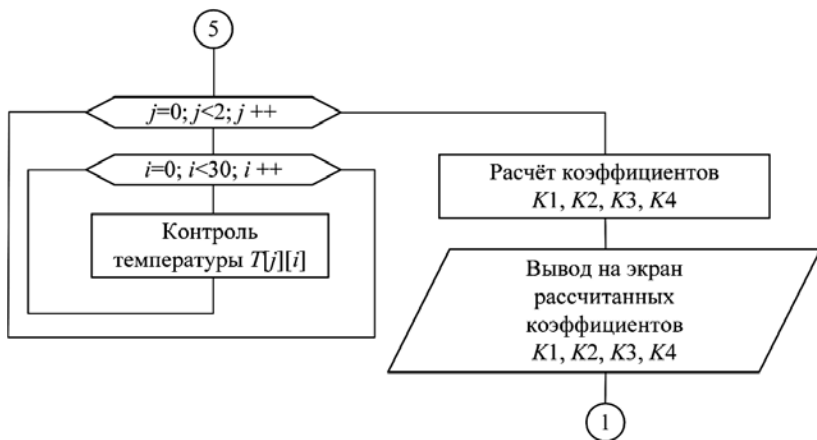 5
j=0; j<2; j ++
i=0; i<30; i ++
Контроль
температуры T[j][i]
Расчёт коэффициентов
K1, K2, K3, K4
Вывод на экран
рассчитанных
коэффициентов
K1, K2, K3, K4
1